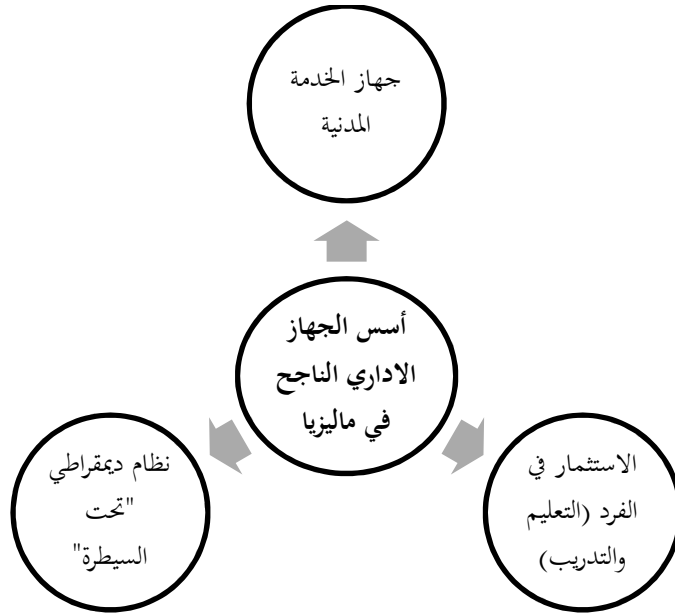 جهاز الخدمة
المدنية
أسس الجهاز
الاداري الناجح
في ماليزيا
الاستثمار في
الفرد (التعليم
والتدريب)
نظام ديمقراطي
"تحت
السيطرة"